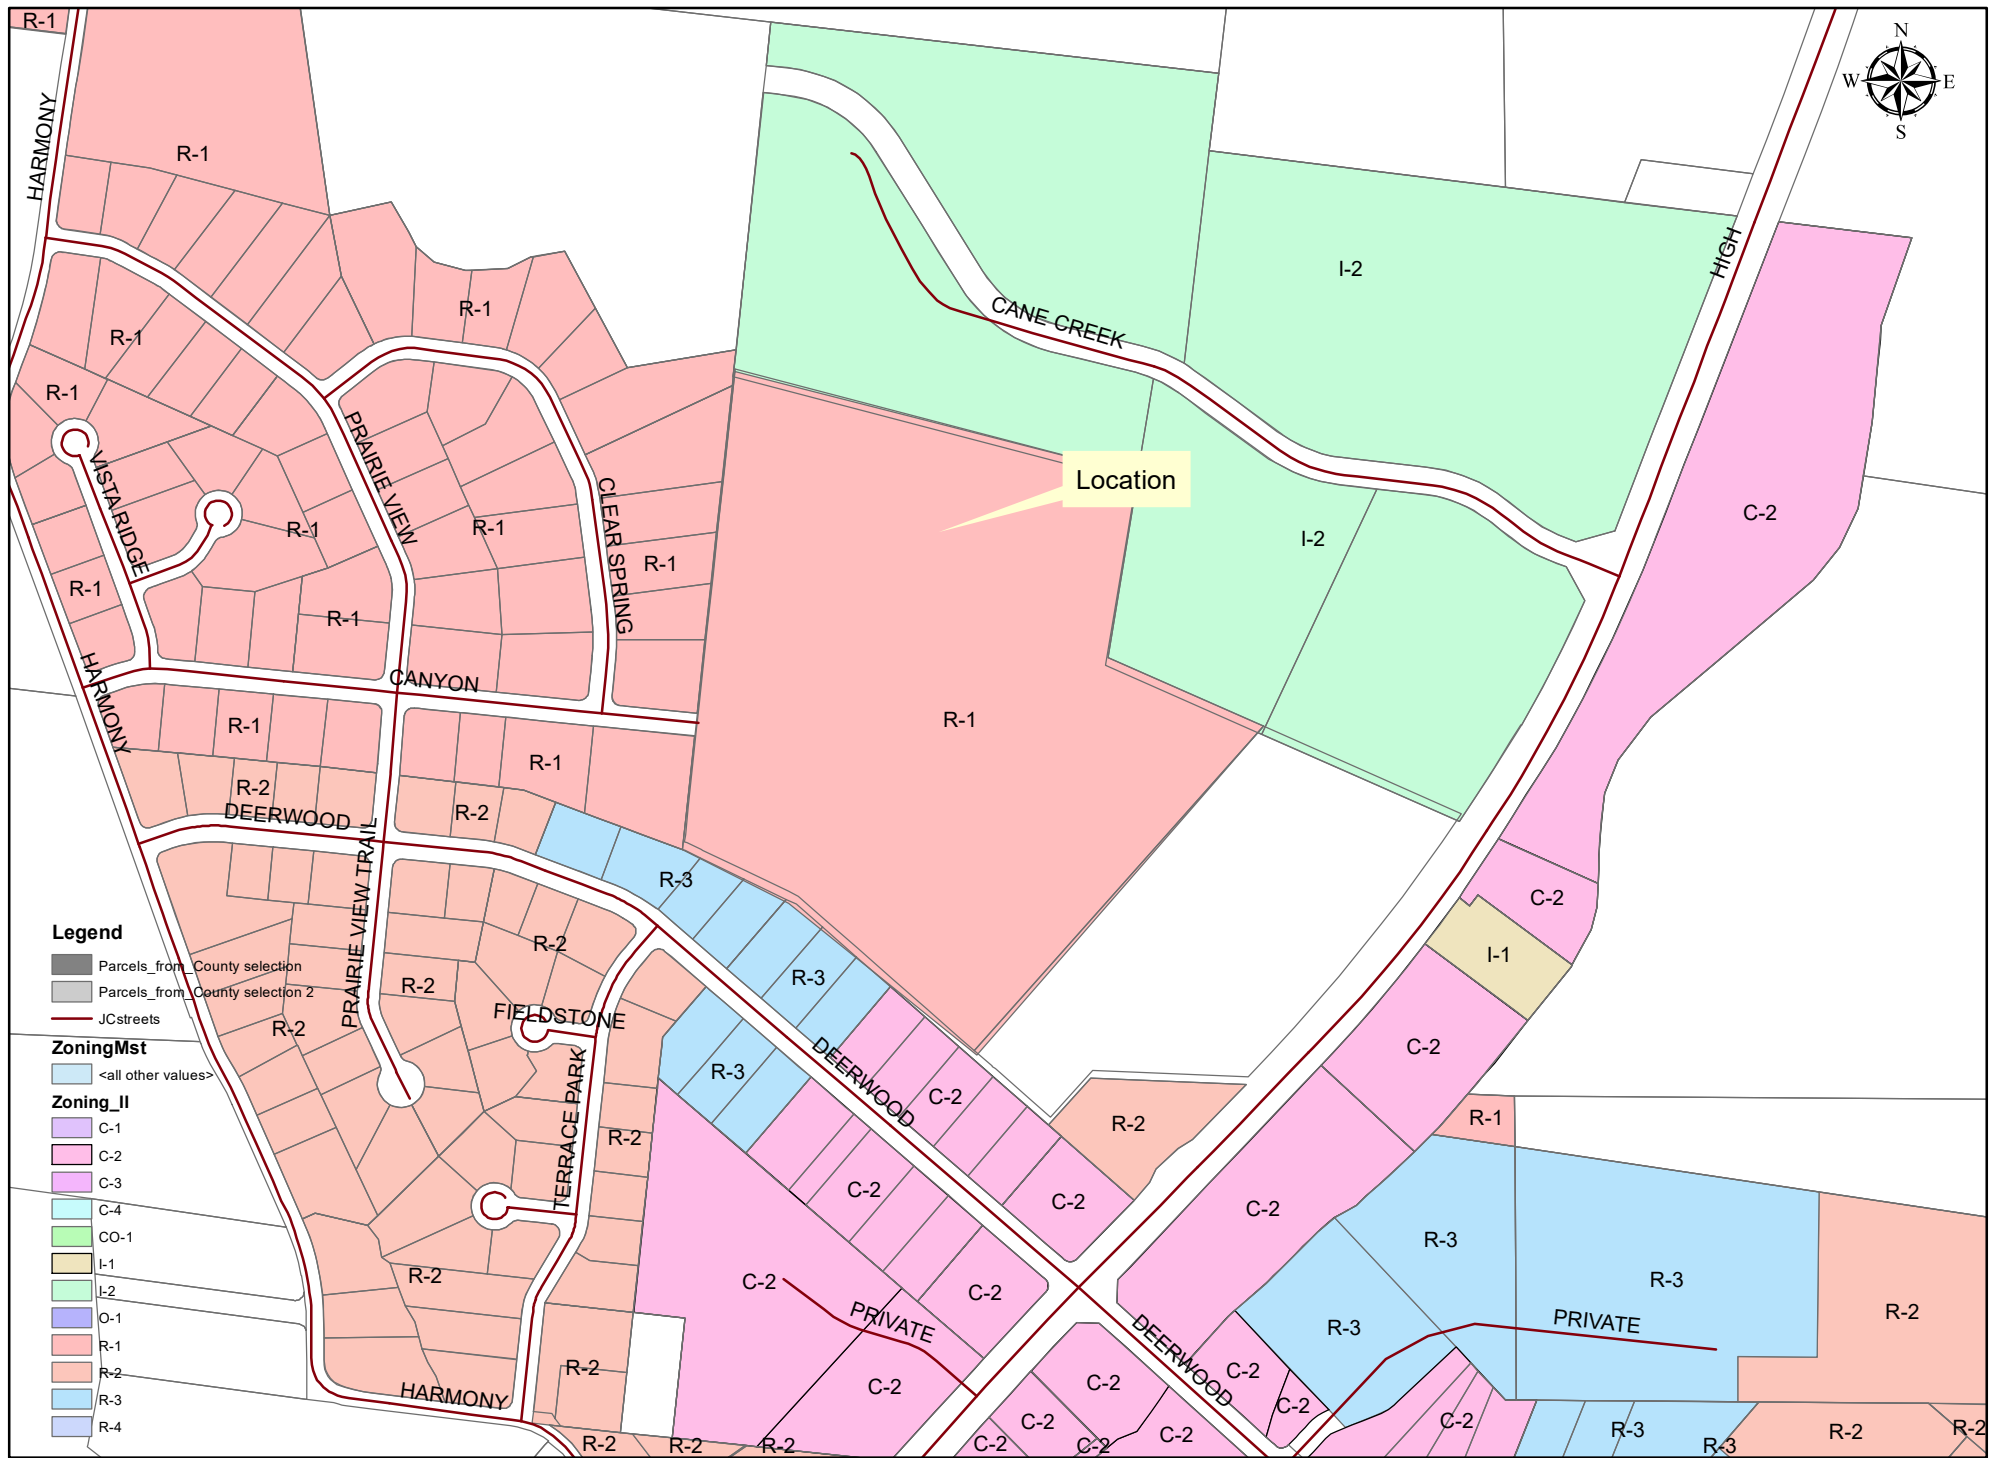 R-1
N
W
E
S
HARMONY
R-1
HIGH
I-2
R-1
CANE CREEK
R-1
R-1
PRAIRIE VIEW
Location
VISTA RIDGE
CLEAR SPRING
C-2
R-1
R-1
I-2
R-1
R-1
R-1
HARMONY
CANYON
R-1
R-1
R-1
R-2
R-2
DEERWOOD
PRAIRIE VIEW TRAIL
R-3
C-2
R-2
I-1
R-3
R-2
FIELDSTONE
R-2
DEERWOOD
C-2
R-3
C-2
TERRACE PARK
R-2
R-2
R-1
C-2
C-2
C-2
R-3
R-2
C-2
C-2
R-3
R-2
PRIVATE
R-3
PRIVATE
DEERWOOD
R-2
C-2
C-2
C-2
HARMONY
C-2
C-2
C-2
R-3
C-2
R-2
R-2
R-2
R-2
C-2
C-2
R-3
R-2
Legend
Parcels_from_County selection
Parcels_from_County selection 2
JCstreets
ZoningMst
<all other values>
Zoning_II
C-1
C-2
C-3
C-4
CO-1
I-1
I-2
O-1
R-1
R-2
R-3
R-4